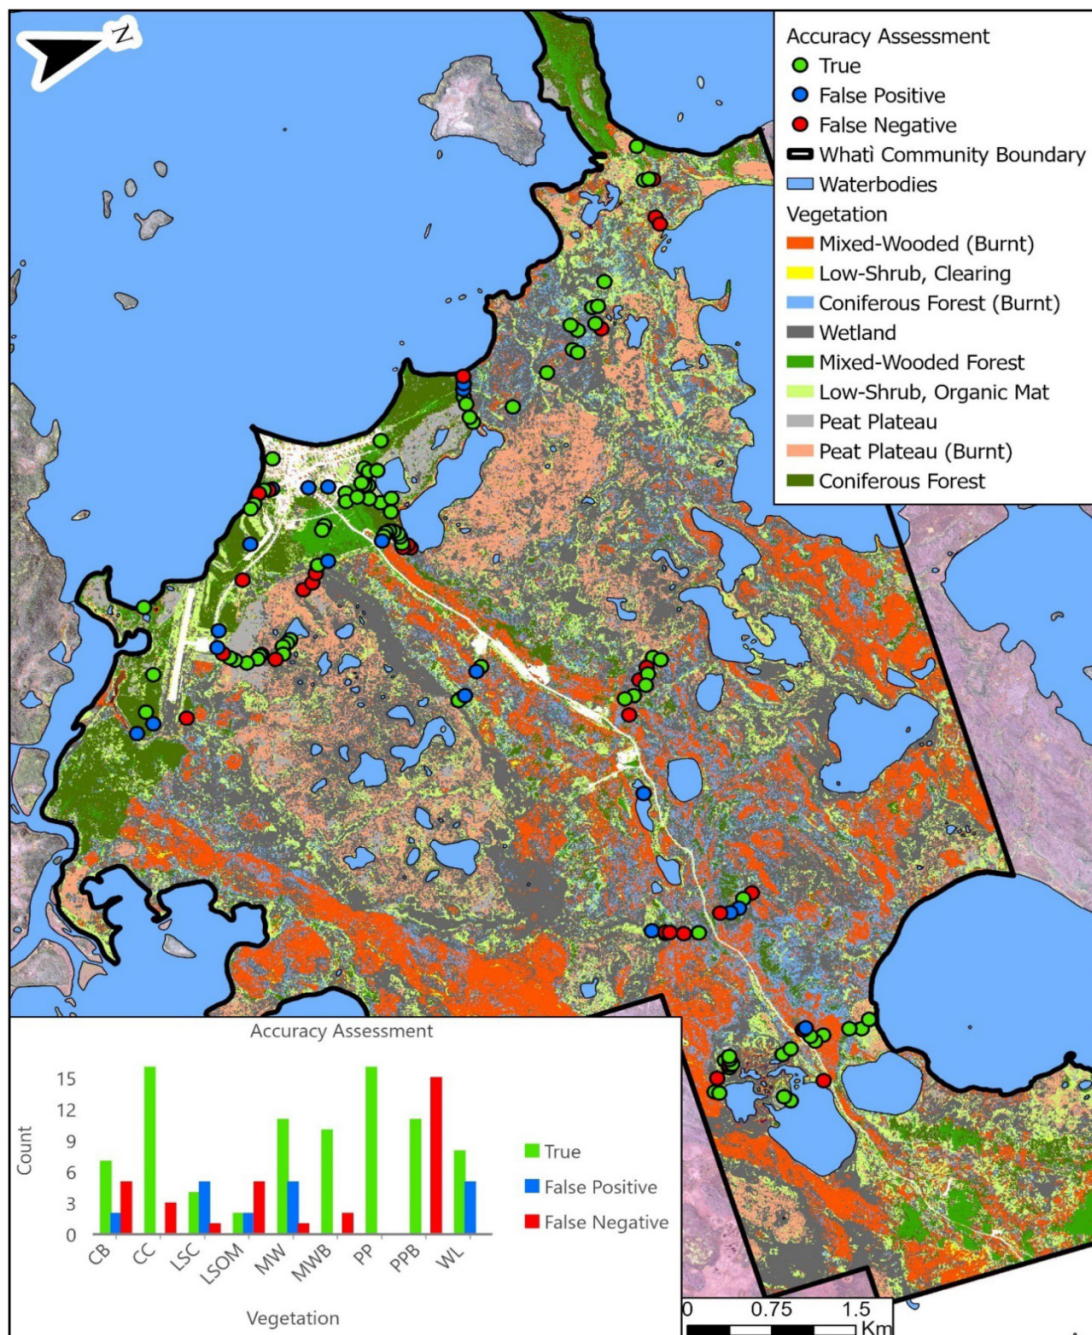 N
Accuracy Assessment
True
False Positive
False Negative
Whatì Community Boundary
Waterbodies
Vegetation
Mixed-Wooded (Burnt)
Low-Shrub, Clearing
Coniferous Forest (Burnt)
Wetland
Mixed-Wooded Forest
Low-Shrub, Organic Mat
Peat Plateau
Peat Plateau (Burnt)
Coniferous Forest
Accuracy Assessment
15
12
9
6
3
0
Count
CB
CC
LSC
LSOM
MW
MWB
PP
PPB
WL
Vegetation
True
False Positive
False Negative
0 0.75 1.5
Km